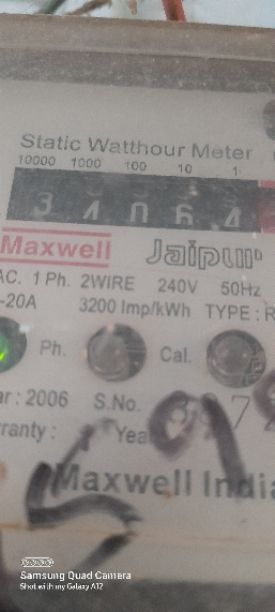 Static Watthour Meter
10000 1000 100 10 1
3 4 0 6 4
Maxwell Jaipur
AC. 1 Ph. 2WIRE 240V 50Hz
-20A 3200 Imp/kWh TYPE : R
Ph. Cal.
ar : 2006 S.No.
rranty : Yea
Maxwell India
Samsung Quad Camera
Shot with my Galaxy A12